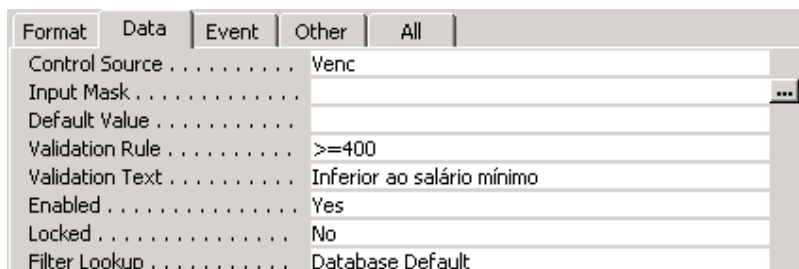 Format Data Event Other All
Control Source . . . . . . . . . . Venc
Input Mask . . . . . . . . . . . . . ...
Default Value . . . . . . . . . . .
Validation Rule . . . . . . . . . >=400
Validation Text . . . . . . . . . . Inferior ao salário mínimo
Enabled . . . . . . . . . . . . . . . Yes
Locked . . . . . . . . . . . . . . . No
Filter Lookup . . . . . . . . . . . Database Default